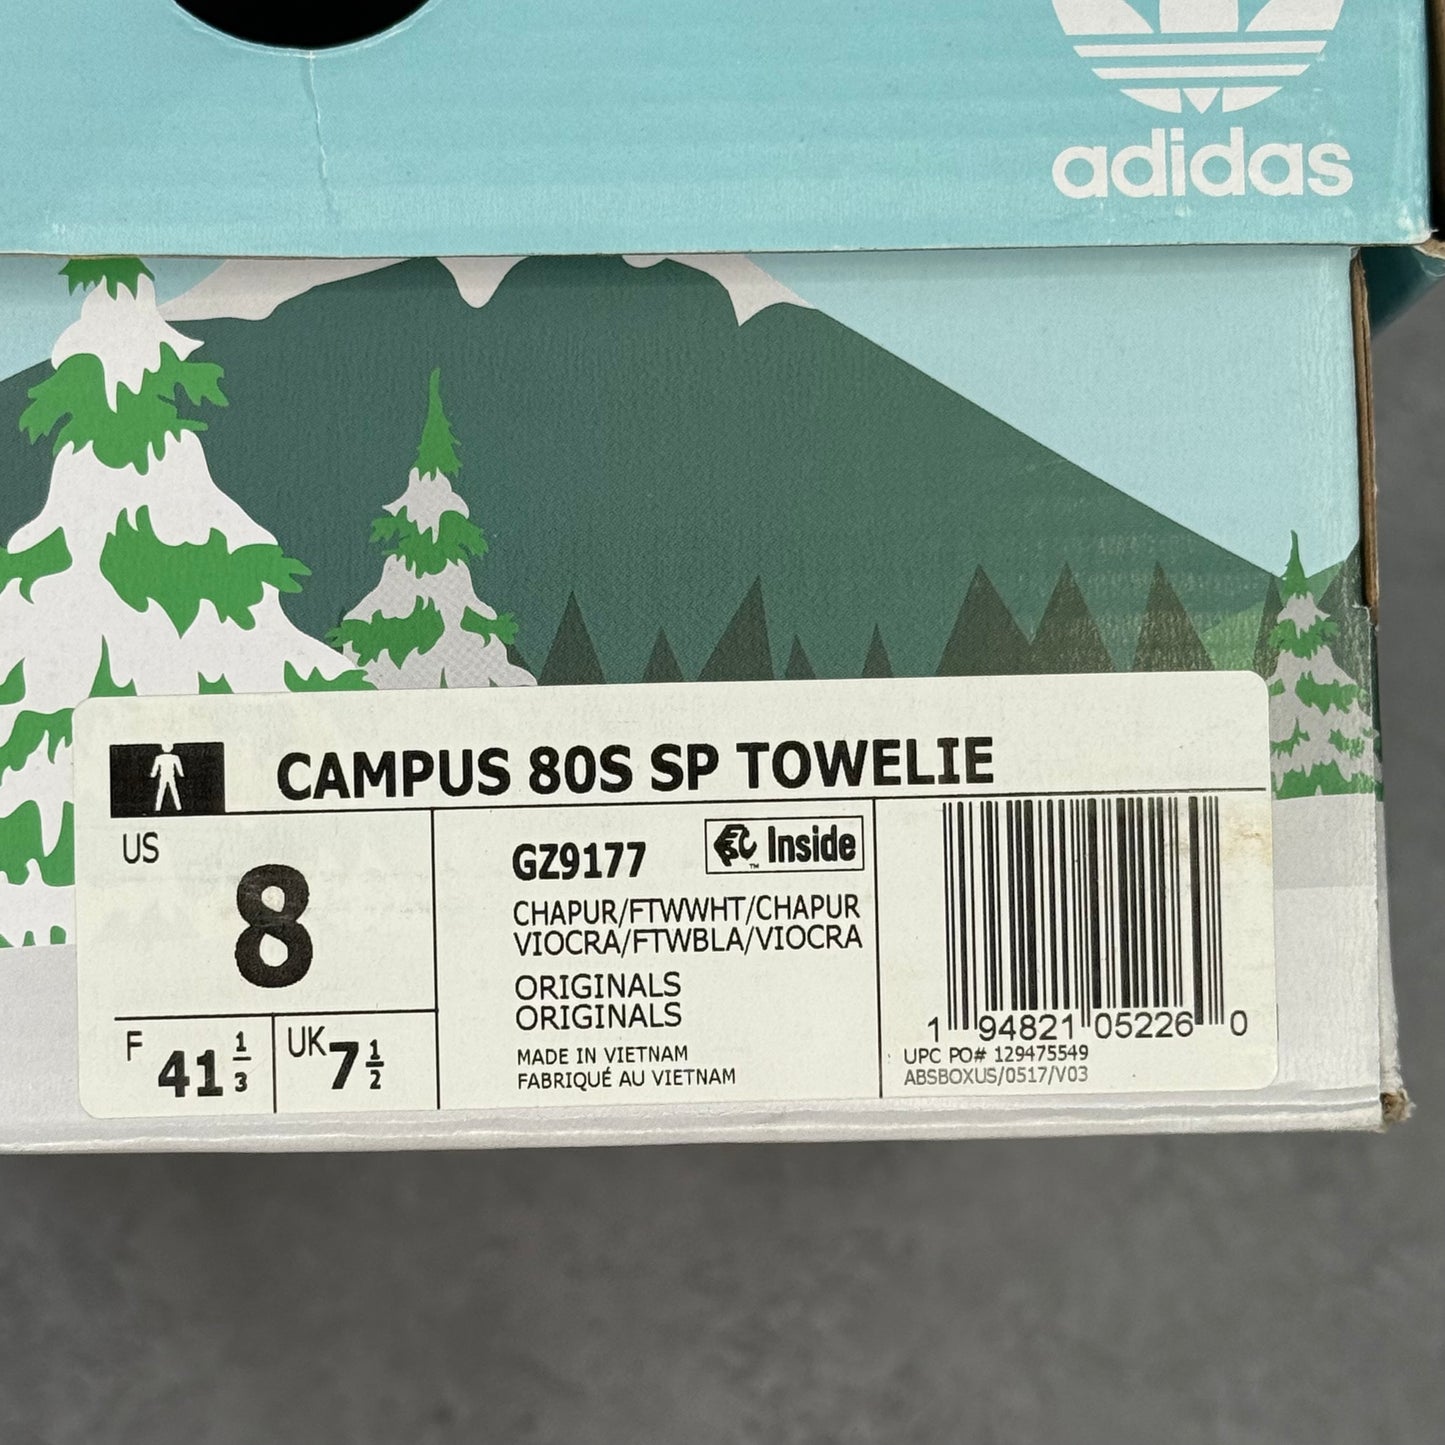 adidas
CAMPUS 80S SP TOWELIE
US
8
F 41 1/3
UK 7 1/2
GZ9177
Inside™
CHAPUR/FTWWHT/CHAPUR
VIOCRA/FTWBLA/VIOCRA
ORIGINALS
ORIGINALS
MADE IN VIETNAM
FABRIQUÉ AU VIETNAM
1 94821 05226 0
UPC PO# 129475549
ABSBOXUS/0517/V03